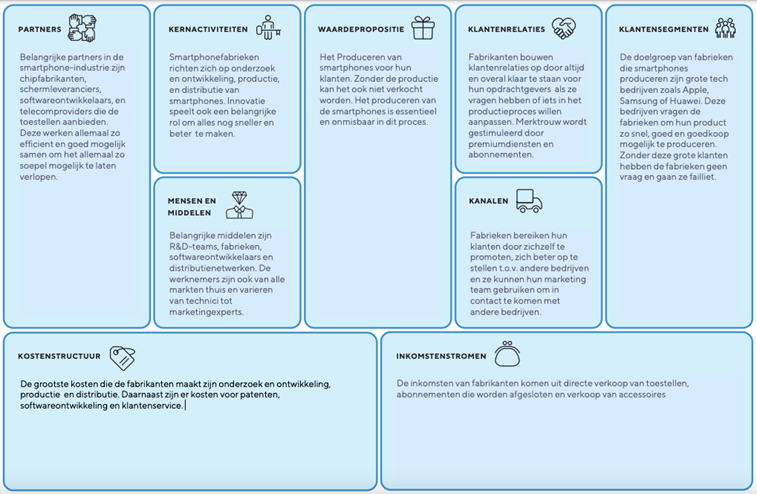 PARTNERS
Belangrijke partners in de
smartphone-industrie zijn
chipfabrikanten,
schermleveranciers,
softwareontwikkelaars, en
telecomproviders die de
toestellen aanbieden.
Deze werken allemaal zo
efficient en goed mogelijk
samen om het allemaal zo
soepel mogelijk te laten
verlopen.
KERNACTIVITEITEN
Smartphonefabrieken
richten zich op onderzoek
en ontwikkeling, productie,
en distributie van
smartphones. Innovatie
speelt ook een belangrijke
rol om alles nog sneller en
beter te maken.
MENSEN EN
MIDDELEN
Belangrijke middelen zijn
R&D-teams, fabrieken,
softwareontwikkelaars en
distributienetwerken. De
werknemers zijn ook van alle
markten thuis en varieren
van technici tot
marketingexperts.
WAARDEPROPOSITIE
Het Produceren van
smartphones voor hun
klanten. Zonder de productie
kan het ook niet verkocht
worden. Het produceren van
de smartphones is essentieel
en onmisbaar in dit proces.
KLANTENRELATIES
Fabrikanten bouwen
klantenrelaties op door altijd
en overal klaar te staan voor
hun opdrachtgevers als ze
vragen hebben of iets in het
productieproces willen
aanpassen. Merktrouw wordt
gestimuleerd door
premiumdiensten en
abonnementen.
KANALEN
Fabrieken bereiken hun
klanten door zichzelf te
promoten, zich beter op te
stellen t.o.v. andere bedrijven
en ze kunnen hun marketing
team gebruiken om in
contact te komen met
andere bedrijven.
KLANTENSEGMENTEN
De doelgroep van fabrieken
die smartphones
produceren zijn grote tech
bedrijven zoals Apple,
Samsung of Huawei. Deze
bedrijven vragen de
fabrieken om hun product
zo snel, goed en goedkoop
mogelijk te produceren.
Zonder deze grote klanten
hebben de fabrieken geen
vraag en gaan ze failliet.
KOSTENSTRUCTUUR
De grootste kosten die de fabrikanten maakt zijn onderzoek en ontwikkeling,
productie en distributie. Daarnaast zijn er kosten voor patenten,
softwareontwikkeling en klantenservice.
INKOMSTENSTROMEN
De inkomsten van fabrikanten komen uit directe verkoop van toestellen,
abonnementen die worden afgesloten en verkoop van accessoires